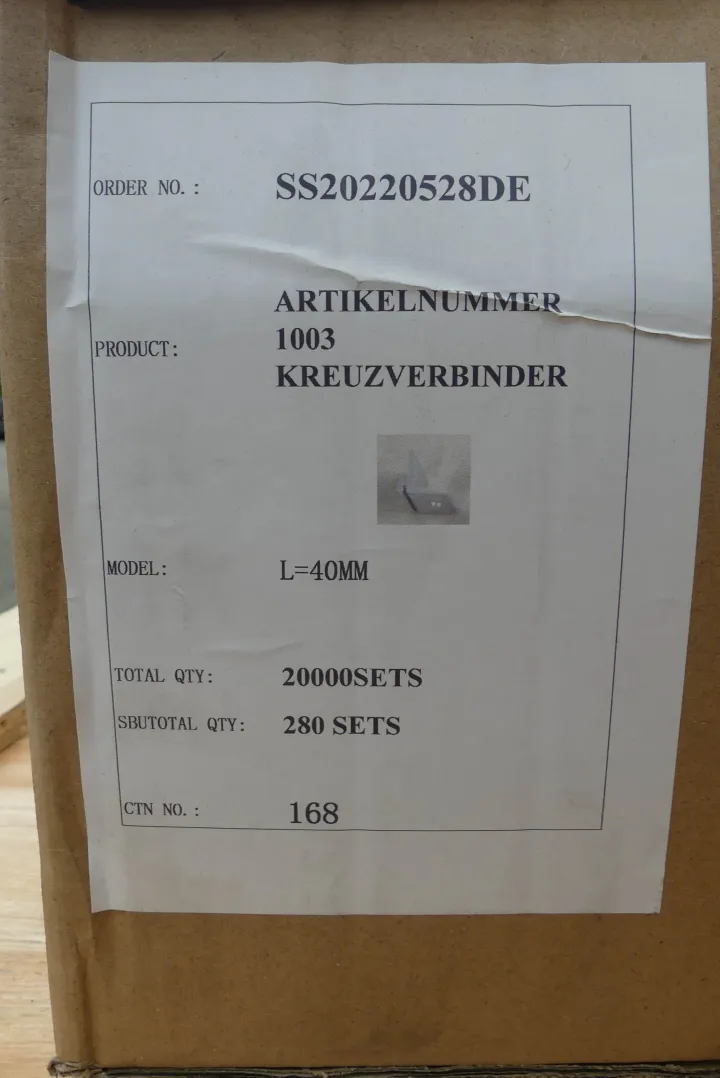 ORDER NO.: SS20220528DE
ARTIKELNUMMER
1003
PRODUCT:
KREUZVERBINDER
MODEL: L=40MM
TOTAL QTY: 20000SETS
SBUTOTAL QTY: 280 SETS
CTN NO.: 168